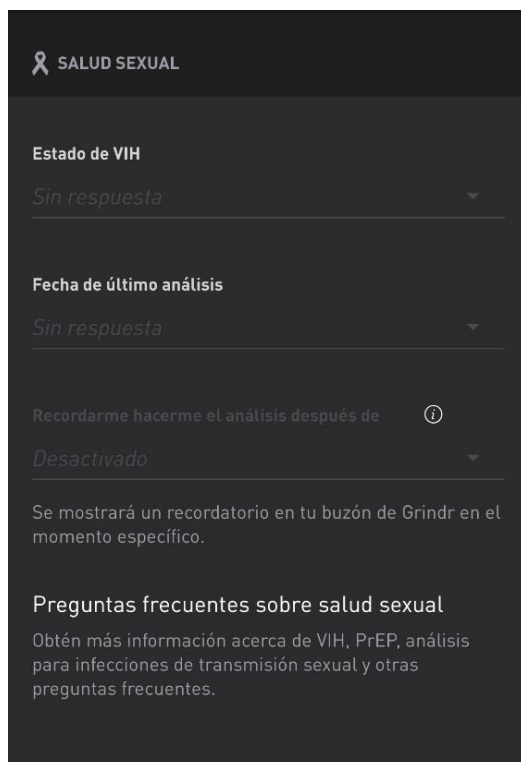 SALUD SEXUAL
Estado de VIH
Sin respuesta
Fecha de último análisis
Sin respuesta
Recordarme hacerme el análisis después de
Desactivado
Se mostrará un recordatorio en tu buzón de Grindr en el
momento específico.
Preguntas frecuentes sobre salud sexual
Obtén más información acerca de VIH, PrEP, análisis
para infecciones de transmisión sexual y otras
preguntas frecuentes.